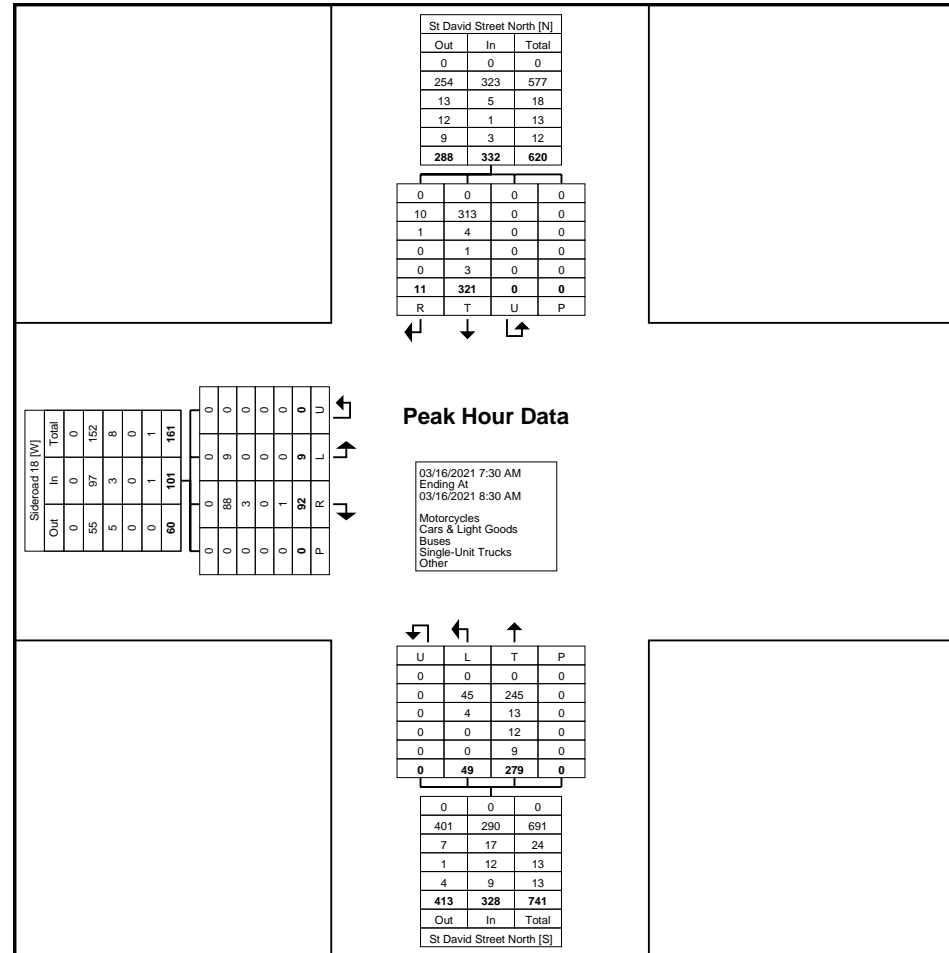 St David Street North [N]
Out In Total
0 0 0
254 323 577
13 5 18
12 1 13
9 3 12
288 332 620
0 0 0 0
10 313 0 0
1 4 0 0
0 1 0 0
0 3 0 0
11 321 0 0
R T U P
Sideroad 18 [W]
Out In Total
0 0 0
55 97 152
5 3 8
0 0 0
0 1 1
60 101 161
0 0 0 0
0 88 9 0
0 3 0 0
0 0 0 0
0 1 0 0
0 92 9 0
P R L U
Peak Hour Data
03/16/2021 7:30 AM
Ending At
03/16/2021 8:30 AM
Motorcycles
Cars & Light Goods
Buses
Single-Unit Trucks
Other
U L T P
0 0 0 0
0 45 245 0
0 4 13 0
0 0 12 0
0 0 9 0
0 49 279 0
0 0 0
401 290 691
7 17 24
1 12 13
4 9 13
413 328 741
Out In Total
St David Street North [S]